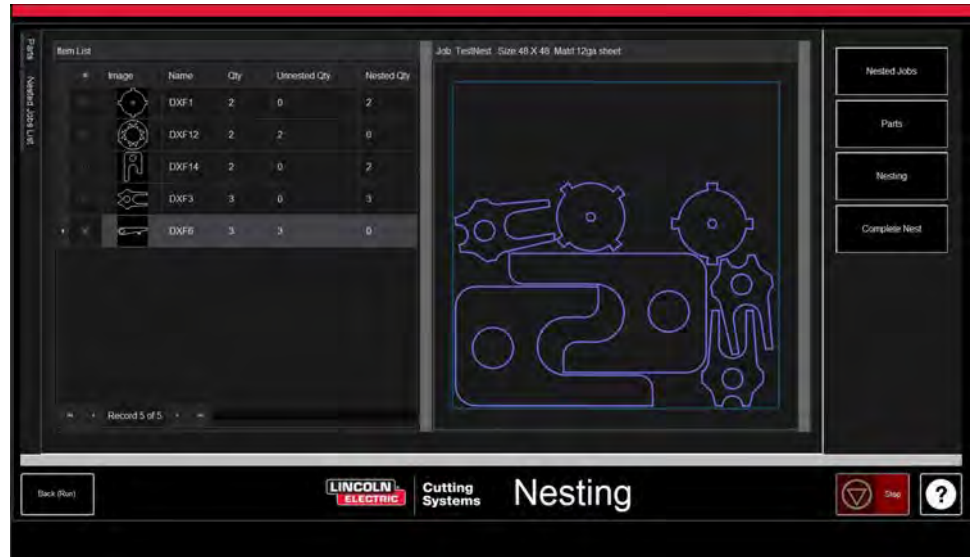 Parts
Nested Jobs List
Item List
Image Name Qty Unnested Qty Nested Qty
DXF1 2 0 2
DXF12 2 2 0
DXF14 2 0 2
DXF3 3 0 3
DXF6 3 3 0
Record 5 of 5
Job: TestNest Size:48 X 48 Matl:12ga sheet
Nested Jobs
Parts
Nesting
Complete Nest
Back (Run)
LINCOLN
ELECTRIC
Cutting
Systems
Nesting
Stop
?